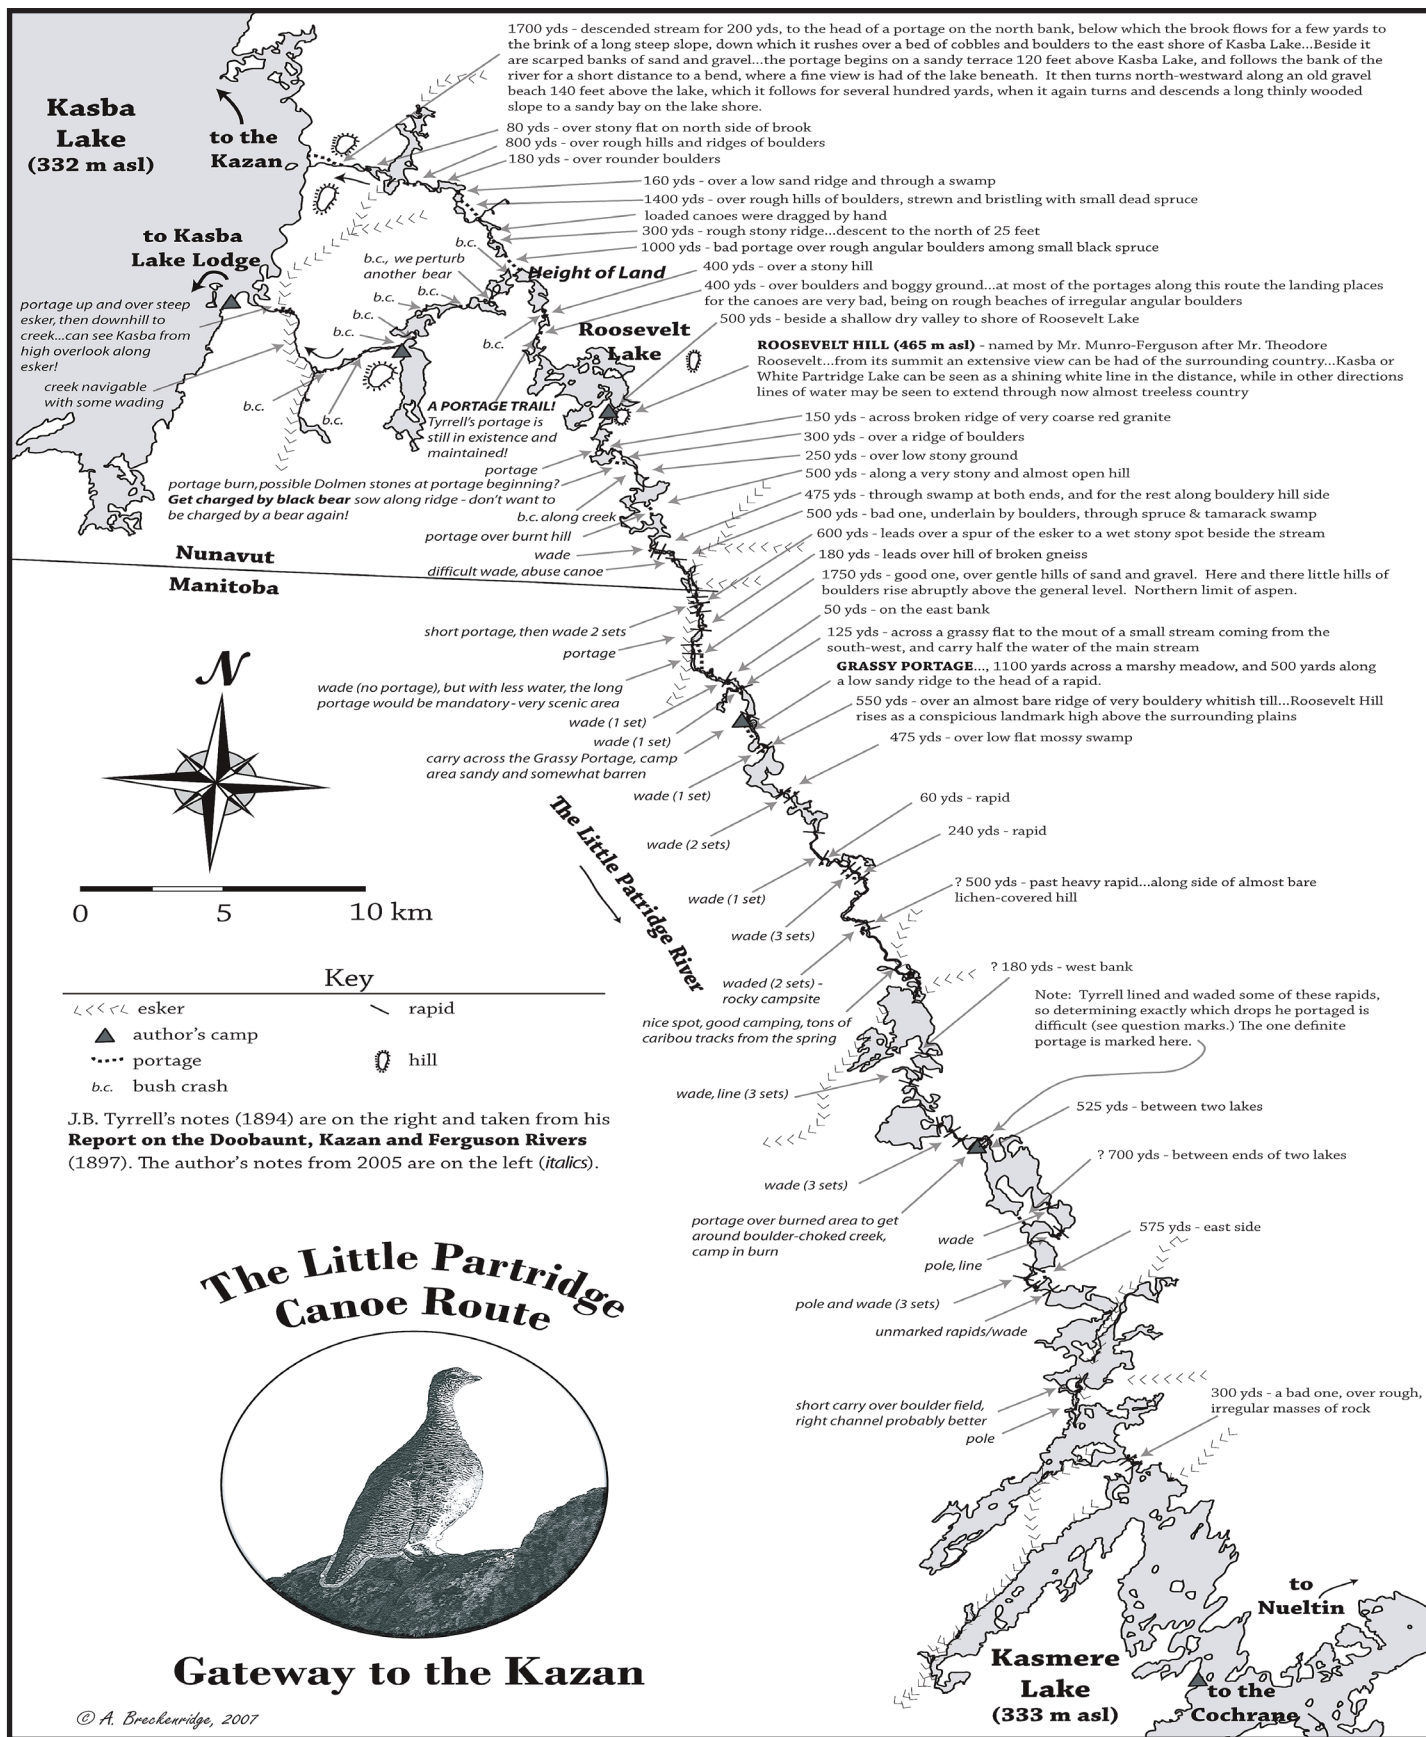 1700 yds - descended stream for 200 yds, to the head of a portage on the north bank, below which the brook flows for a few yards to
the brink of a long steep slope, down which it rushes over a bed of cobbles and boulders to the east shore of Kasba Lake...Beside it
are scarped banks of sand and gravel...the portage begins on a sandy terrace 120 feet above Kasba Lake, and follows the bank of the
river for a short distance to a bend, where a fine view is had of the lake beneath. It then turns north-westward along an old gravel
beach 140 feet above the lake, which it follows for several hundred yards, when it again turns and descends a long thinly wooded
slope to a sandy bay on the lake shore.
Kasba
Lake
(332 m asl)
to the
Kazan
80 yds - over stony flat on north side of brook
800 yds - over rough hills and ridges of boulders
180 yds - over rounder boulders
160 yds - over a low sand ridge and through a swamp
1400 yds - over rough hills of boulders, strewn and bristling with small dead spruce
loaded canoes were dragged by hand
300 yds - rough stony ridge...descent to the north of 25 feet
1000 yds - bad portage over rough angular boulders among small black spruce
to Kasba
Lake Lodge
b.c.
b.c., we perturb
another bear
Height of Land
400 yds - over a stony hill
400 yds - over boulders and boggy ground...at most of the portages along this route the landing places
for the canoes are very bad, being on rough beaches of irregular angular boulders
500 yds - beside a shallow dry valley to shore of Roosevelt Lake
b.c.
b.c.
b.c.
b.c.
b.c.
portage up and over steep
esker, then downhill to
creek...can see Kasba from
high overlook along
esker!
Roosevelt
Lake
ROOSEVELT HILL (465 m asl) - named by Mr. Munro-Ferguson after Mr. Theodore
Roosevelt...from its summit an extensive view can be had of the surrounding country...Kasba or
White Partridge Lake can be seen as a shining white line in the distance, while in other directions
lines of water may be seen to extend through now almost treeless country
creek navigable
with some wading
b.c.
b.c.
A PORTAGE TRAIL!
Tyrrell's portage is
still in existence and
maintained!
150 yds - across broken ridge of very coarse red granite
300 yds - over a ridge of boulders
250 yds - over low stony ground
500 yds - along a very stony and almost open hill
475 yds - through swamp at both ends, and for the rest along bouldery hill side
500 yds - bad one, underlain by boulders, through spruce & tamarack swamp
600 yds - leads over a spur of the esker to a wet stony spot beside the stream
180 yds - leads over hill of broken gneiss
1750 yds - good one, over gentle hills of sand and gravel. Here and there little hills of
boulders rise abruptly above the general level. Northern limit of aspen.
50 yds - on the east bank
125 yds - across a grassy flat to the mout of a small stream coming from the
south-west, and carry half the water of the main stream
GRASSY PORTAGE..., 1100 yards across a marshy meadow, and 500 yards along
a low sandy ridge to the head of a rapid.
550 yds - over an almost bare ridge of very bouldery whitish till...Roosevelt Hill
rises as a conspicious landmark high above the surrounding plains
475 yds - over low flat mossy swamp
portage
portage burn, possible Dolmen stones at portage beginning?
Get charged by black bear sow along ridge - don't want to
be charged by a bear again!
b.c. along creek
portage over burnt hill
wade
difficult wade, abuse canoe
Nunavut
Manitoba
short portage, then wade 2 sets
portage
wade (no portage), but with less water, the long
portage would be mandatory - very scenic area
wade (1 set)
wade (1 set)
carry across the Grassy Portage, camp
area sandy and somewhat barren
wade (1 set)
N
The Little Patridge River
60 yds - rapid
240 yds - rapid
wade (2 sets)
wade (1 set)
wade (3 sets)
? 500 yds - past heavy rapid...along side of almost bare
lichen-covered hill
0 5 10 km
Key
esker
rapid
author's camp
portage
hill
b.c. bush crash
J.B. Tyrrell's notes (1894) are on the right and taken from his
Report on the Doobaunt, Kazan and Ferguson Rivers
(1897). The author's notes from 2005 are on the left (italics).
waded (2 sets) -
rocky campsite
nice spot, good camping, tons of
caribou tracks from the spring
? 180 yds - west bank
Note: Tyrrell lined and waded some of these rapids,
so determining exactly which drops he portaged is
difficult (see question marks.) The one definite
portage is marked here.
wade, line (3 sets)
525 yds - between two lakes
wade (3 sets)
? 700 yds - between ends of two lakes
portage over burned area to get
around boulder-choked creek,
camp in burn
wade
pole, line
575 yds - east side
pole and wade (3 sets)
unmarked rapids/wade
short carry over boulder field,
right channel probably better
pole
300 yds - a bad one, over rough,
irregular masses of rock
The Little Partridge
Canoe Route
Gateway to the Kazan
© A. Breckenridge, 2007
to
Nueltin
Kasmere
Lake
(333 m asl)
to the
Cochrane